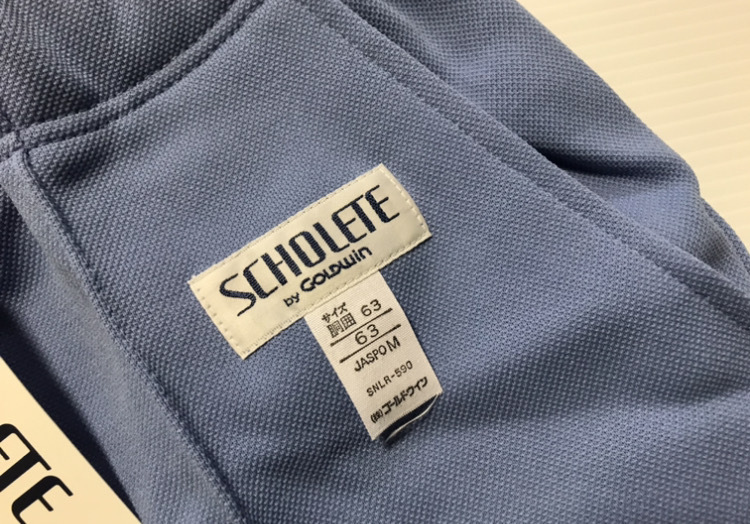 SCHOLETE
by GOLDWIN
サイズ
胴囲 63
63
JASPO M
SNLR-590
(株)ゴールドウイン
ETE